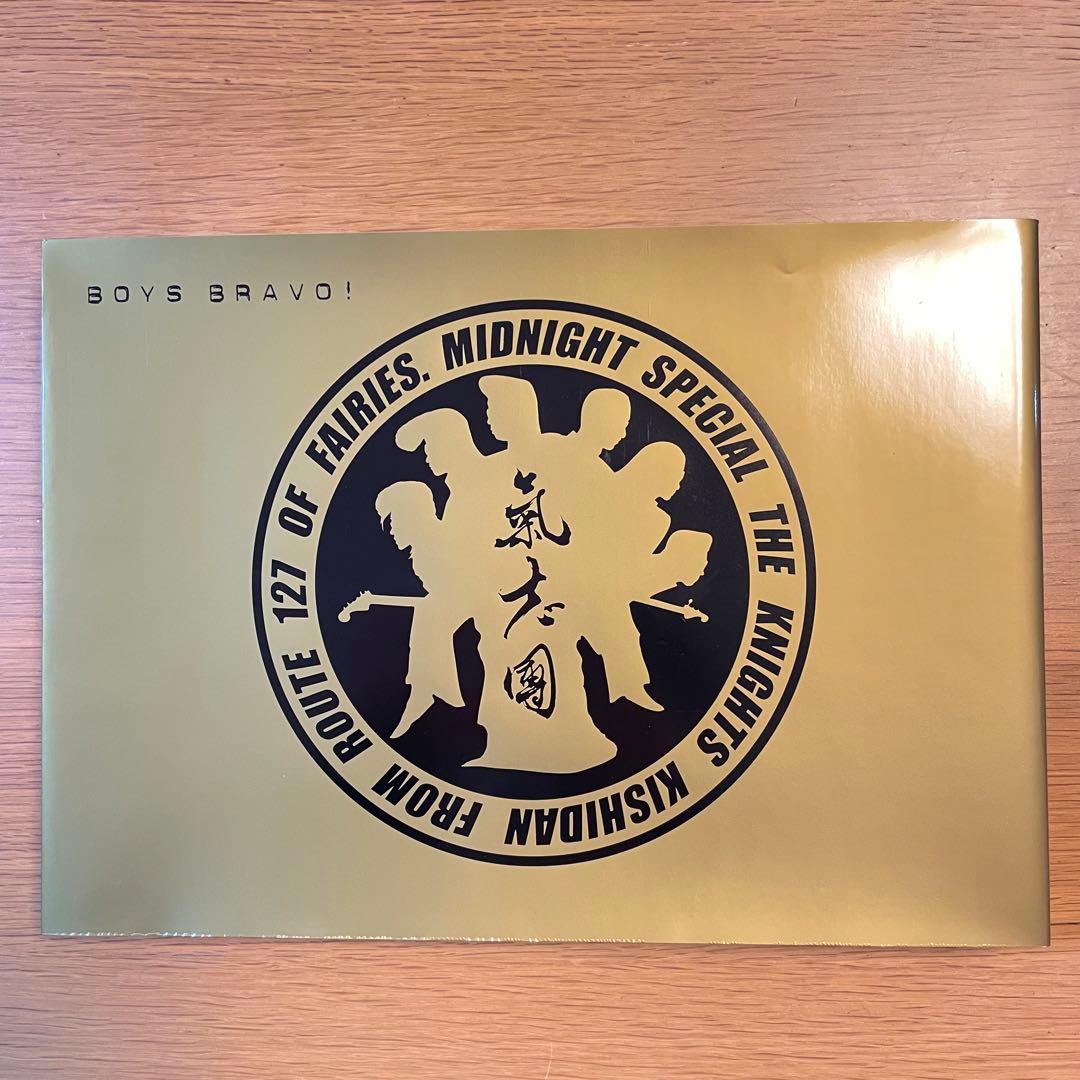 BOYS BRAVO!
MIDNIGHT SPECIAL THE KNIGHTS KISHIDAN FROM ROUTE 127 OF FAIRIES.
氣
志
團